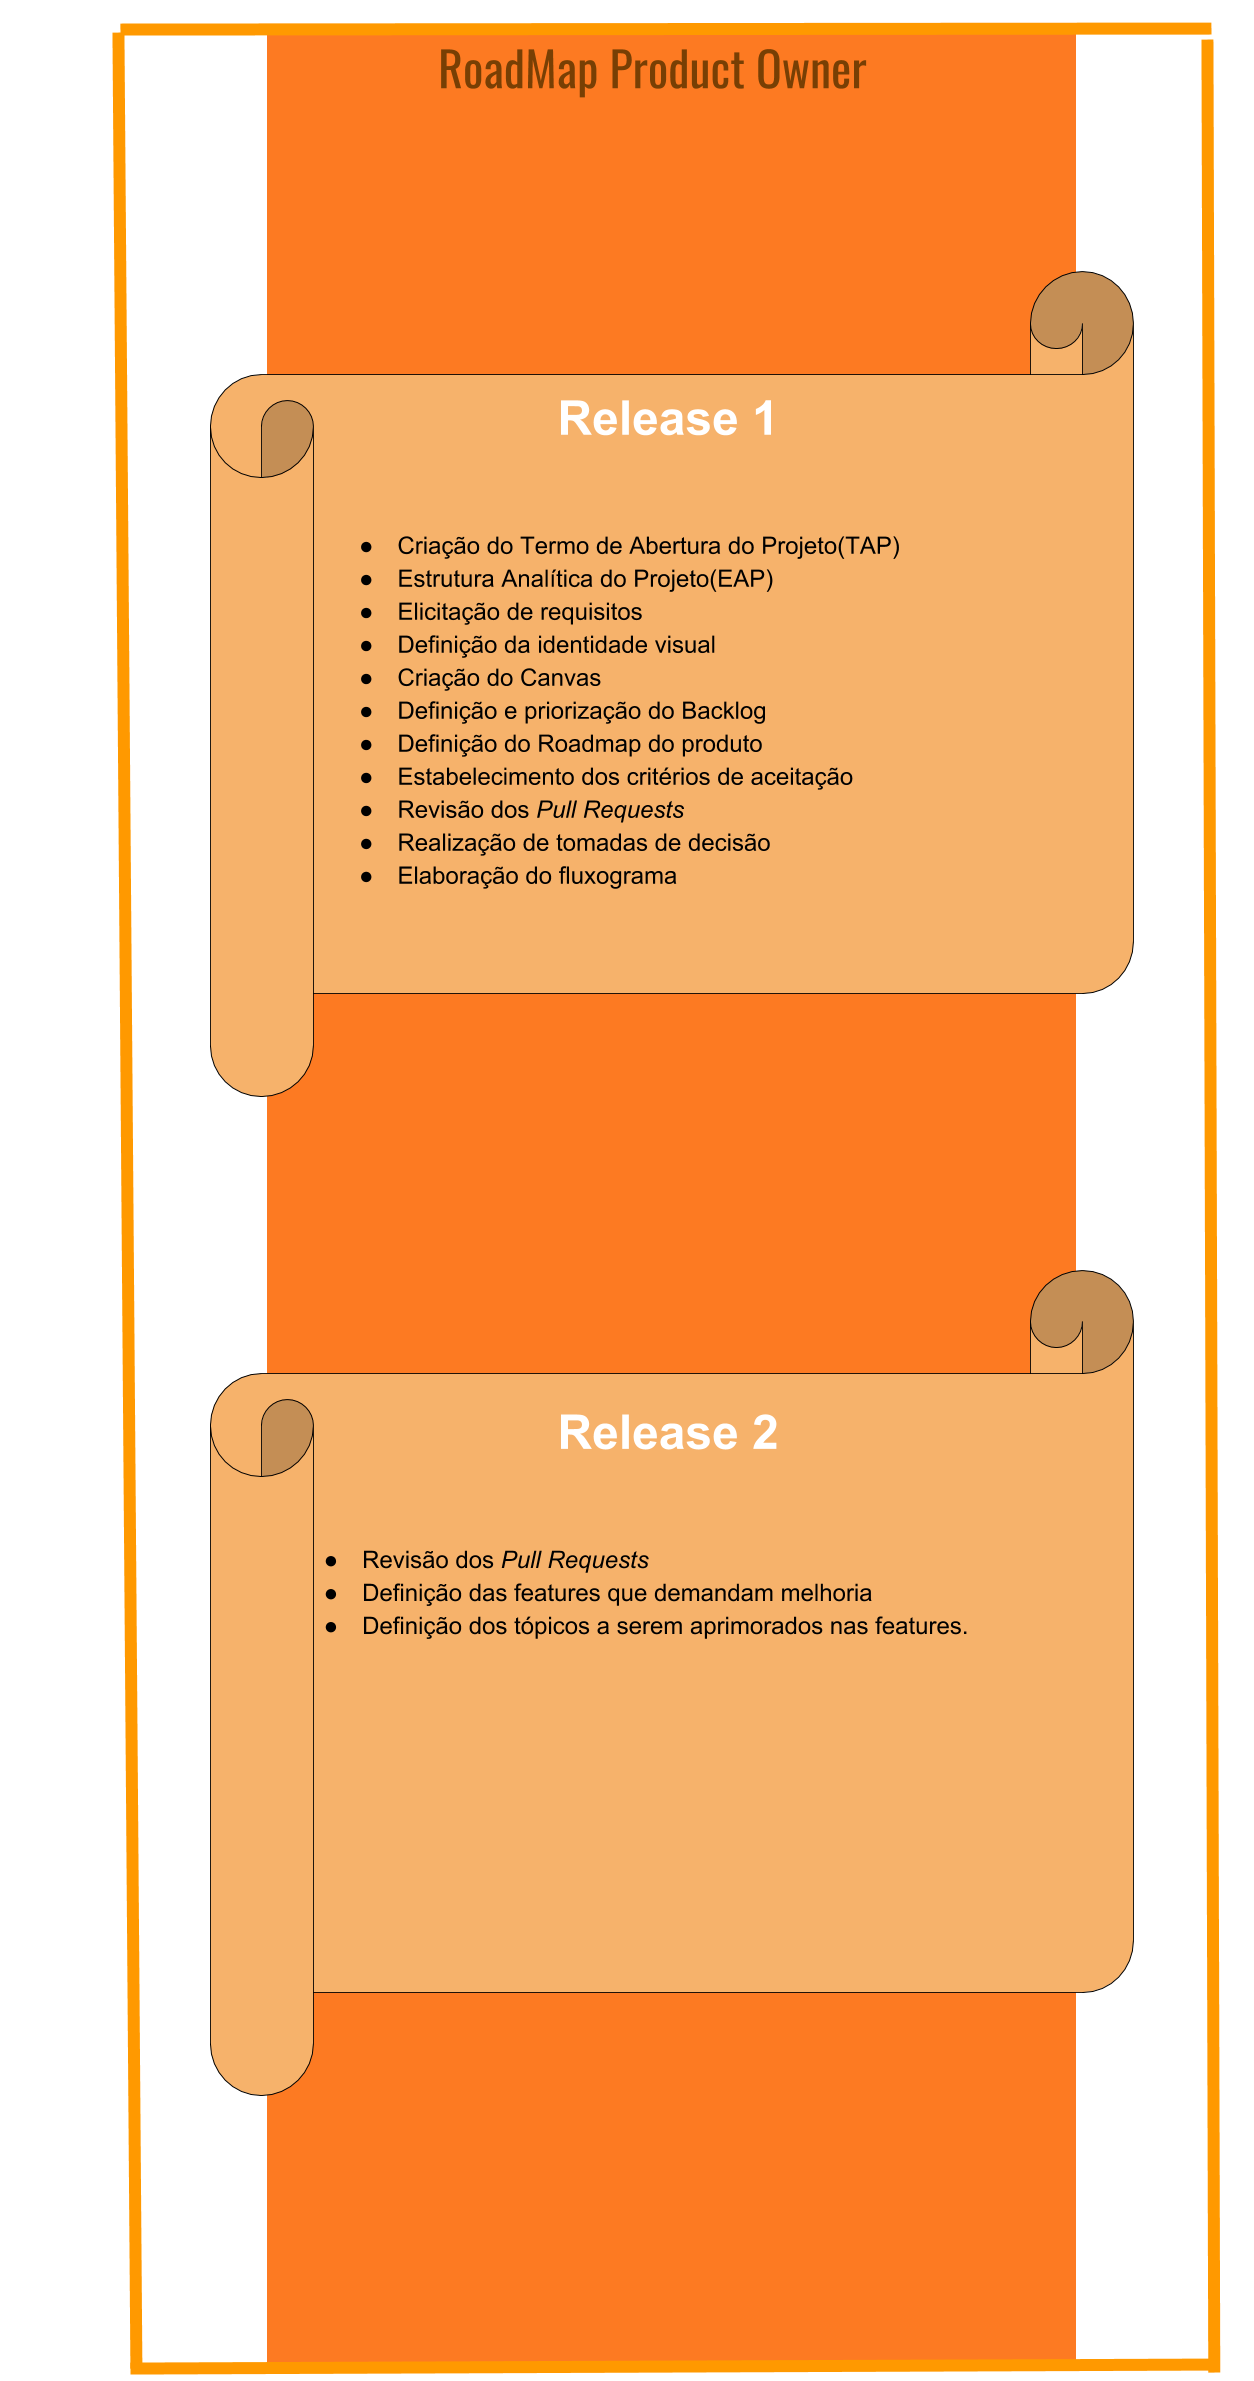 RoadMap Product Owner
Release 1
● Criação do Termo de Abertura do Projeto(TAP)
● Estrutura Analítica do Projeto(EAP)
● Elicitação de requisitos
● Definição da identidade visual
● Criação do Canvas
● Definição e priorização do Backlog
● Definição do Roadmap do produto
● Estabelecimento dos critérios de aceitação
● Revisão dos Pull Requests
● Realização de tomadas de decisão
● Elaboração do fluxograma
Release 2
● Revisão dos Pull Requests
● Definição das features que demandam melhoria
● Definição dos tópicos a serem aprimorados nas features.